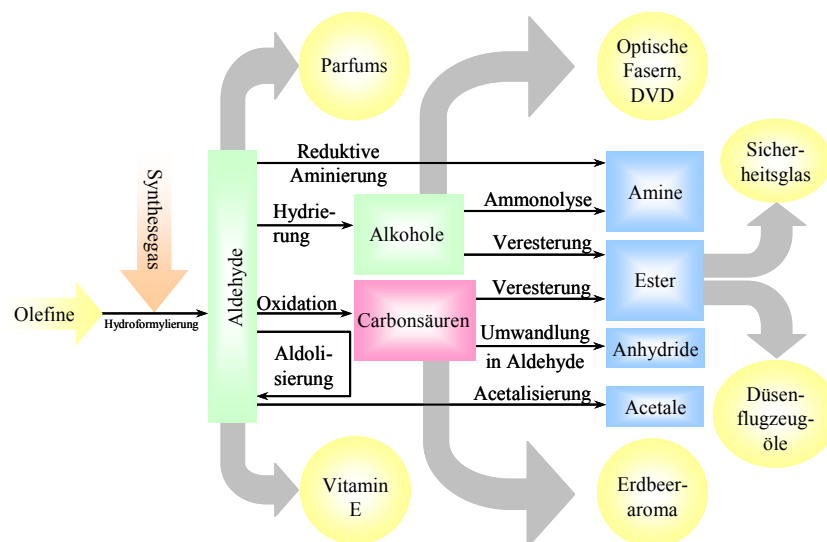 Parfums
Optische
Fasern,
DVD
Sicher-
heitsglas
Synthesegas
Aldehyde
Reduktive
Aminierung
Amine
Hydrie-
rung
Alkohole
Ammonolyse
Veresterung
Ester
Olefine
Hydroformylierung
Oxidation
Carbonsäuren
Veresterung
Umwandlung
in Aldehyde
Anhydride
Aldoli-
sierung
Acetalisierung
Acetale
Düsen-
flugzeug-
öle
Vitamin
E
Erdbeer-
aroma